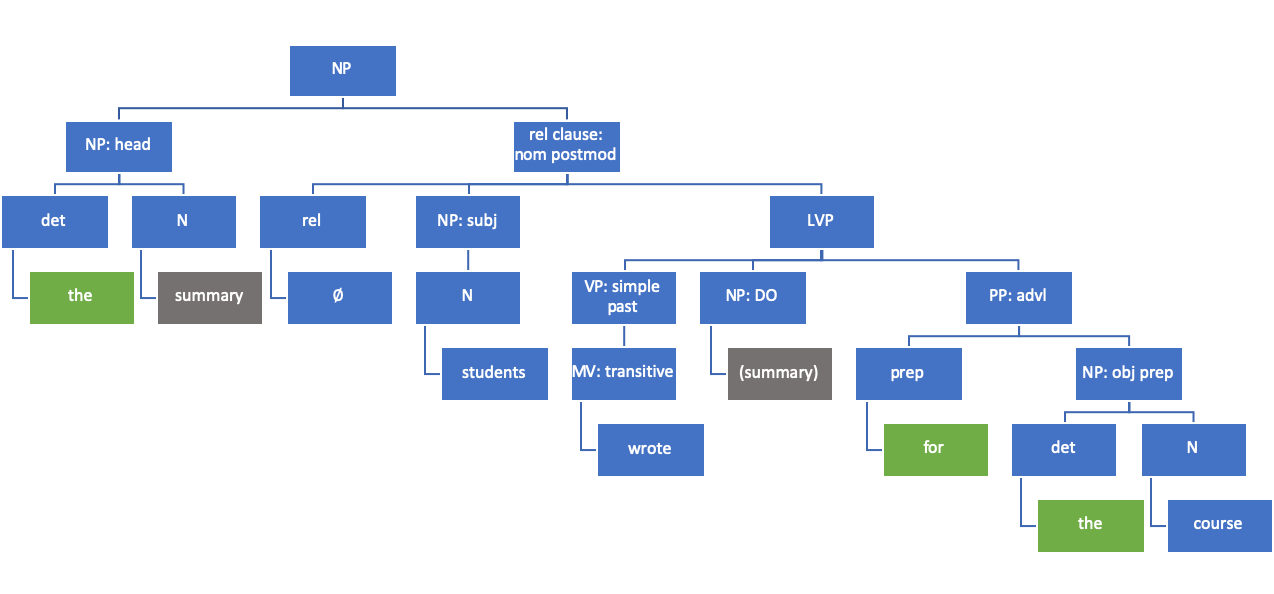 NP
NP: head
rel clause:
nom postmod
det
N
rel
NP: subj
LVP
the
summary
Ø
N
VP: simple
past
NP: DO
PP: advl
students
MV: transitive
(summary)
prep
NP: obj prep
wrote
for
det
N
the
course